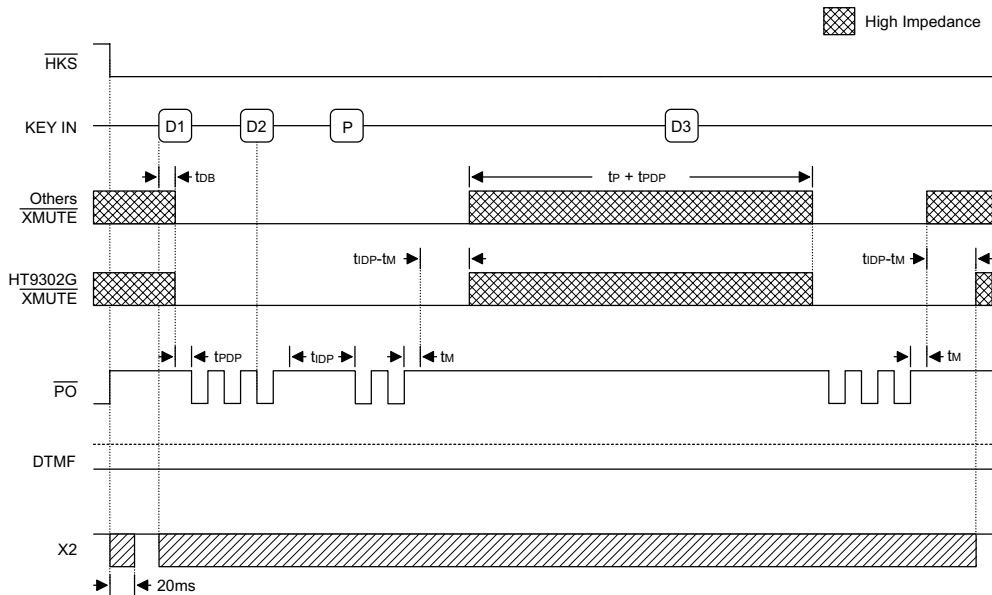 High Impedance
HKS
KEY IN
D1 D2 P D3
tDB
Others
XMUTE
tP + tPDP
tIDP-tM tIDP-tM
HT9302G
XMUTE
tPDP tIDP tM tM
PO
DTMF
X2
20ms